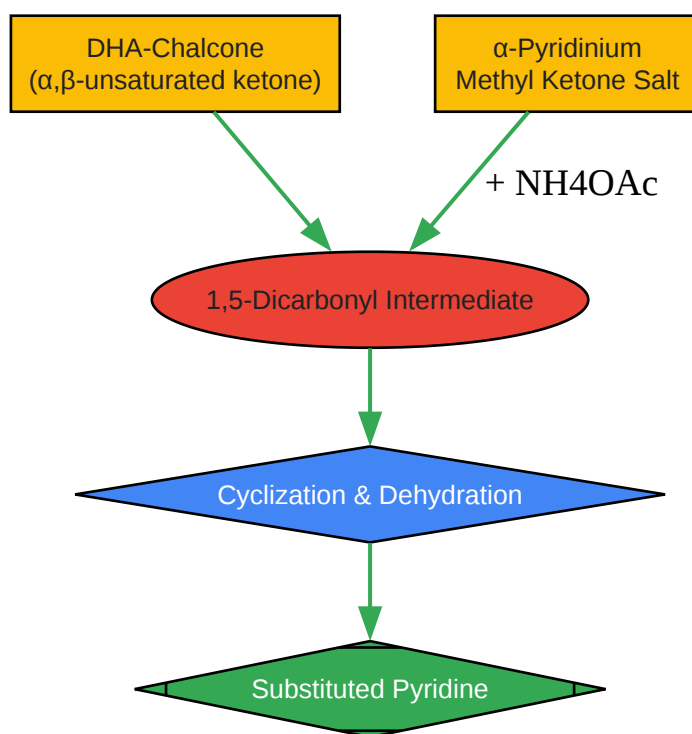 DHA-Chalcone
(α,β-unsaturated ketone)
α-Pyridinium
Methyl Ketone Salt
+ NH4OAc
1,5-Dicarbonyl Intermediate
Cyclization & Dehydration
Substituted Pyridine